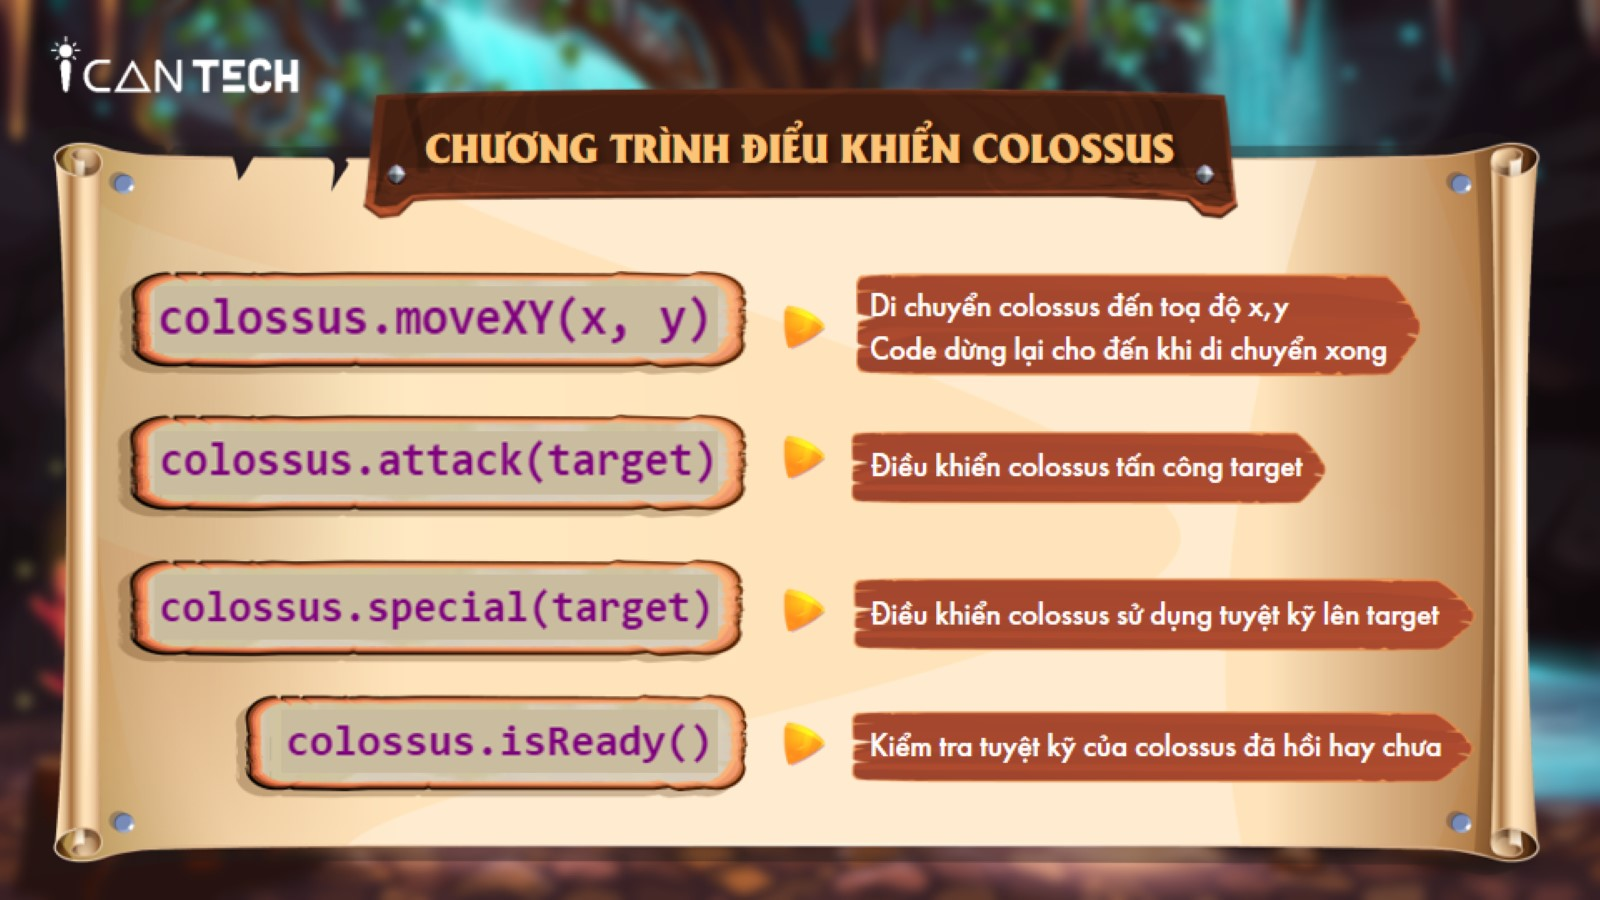 iCANTECH
CHƯƠNG TRÌNH ĐIỂU KHIỂN COLOSSUS
colossus.moveXY(x, y)
Di chuyển colossus đến toạ độ x,y
Code dừng lại cho đến khi di chuyển xong
colossus.attack(target)
Điều khiển colossus tấn công target
colossus.special(target)
Điều khiển colossus sử dụng tuyệt kỹ lên target
colossus.isReady()
Kiểm tra tuyệt kỹ của colossus đã hồi hay chưa